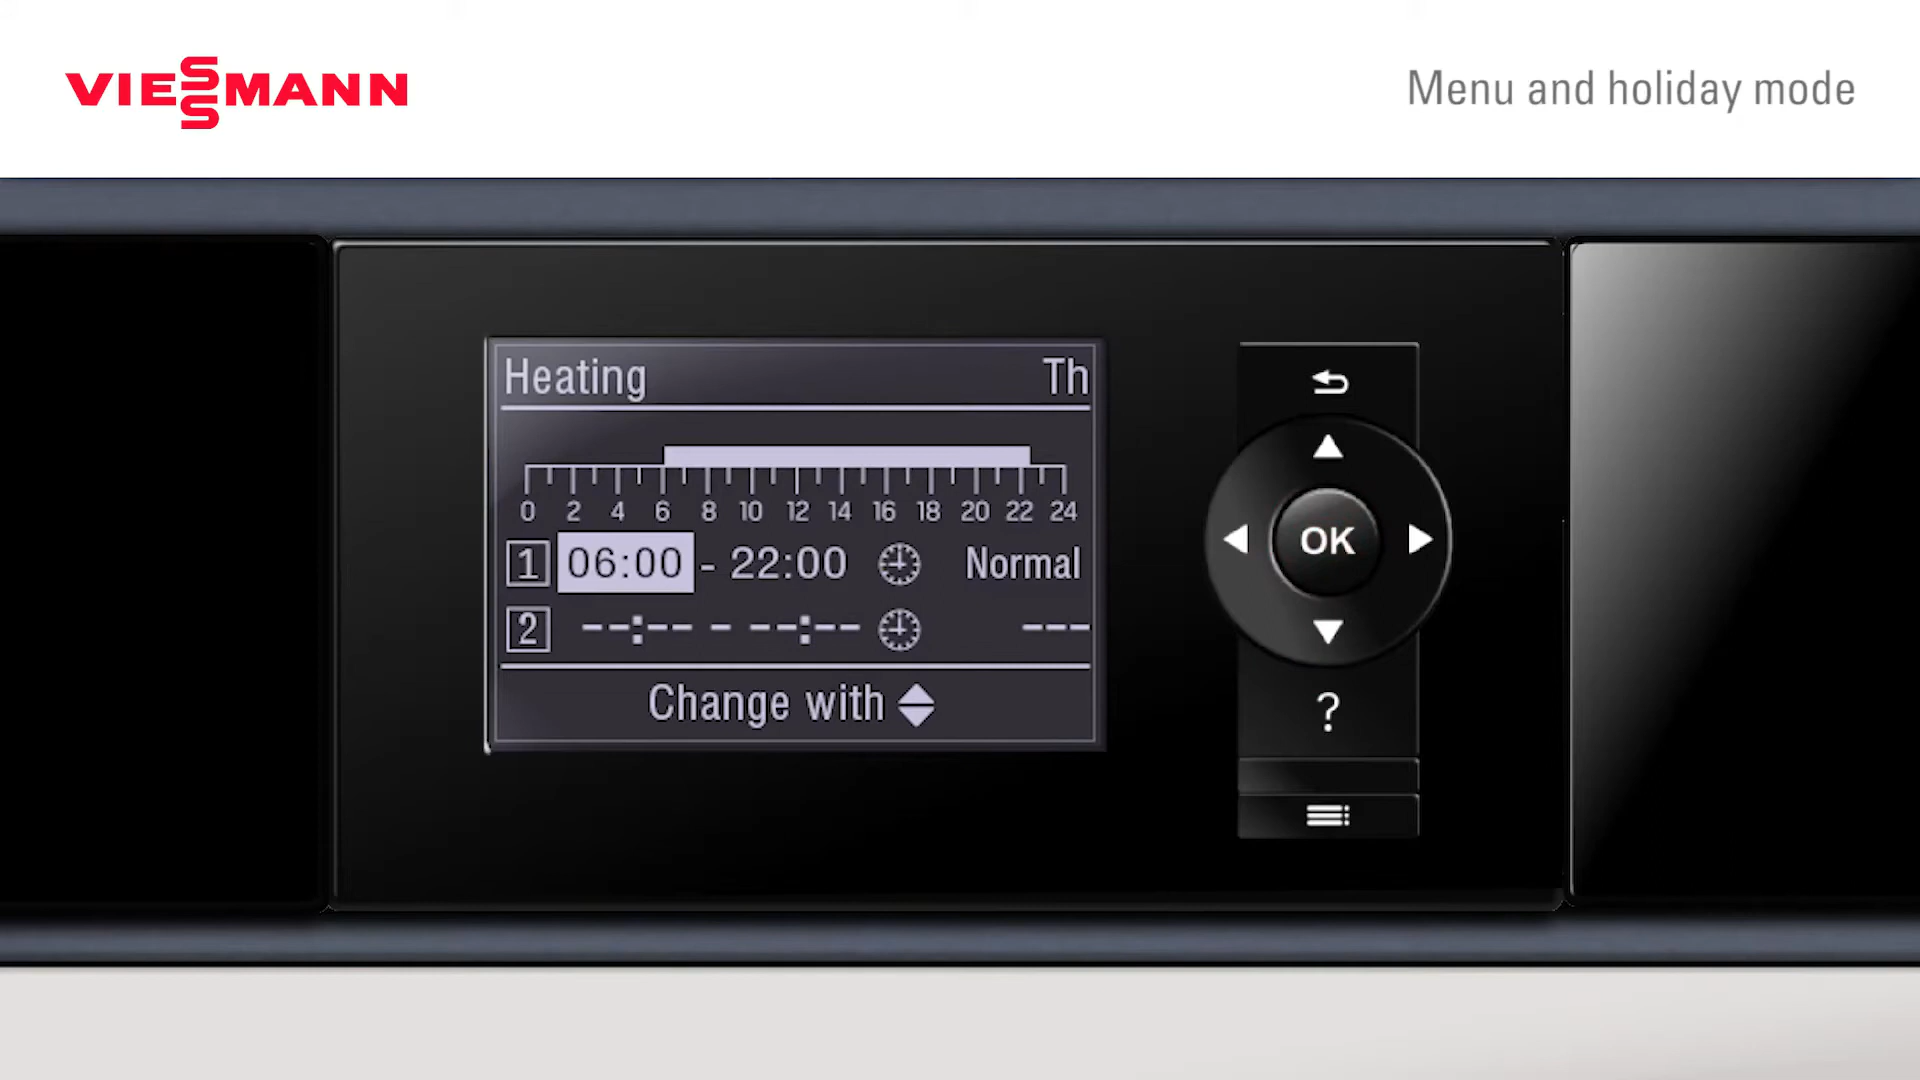 VIESSMANN
Menu and holiday mode
Heating Th
0 2 4 6 8 10 12 14 16 18 20 22 24
1 06:00 - 22:00 Normal
2 --:-- - --:-- ---
Change with
OK
?